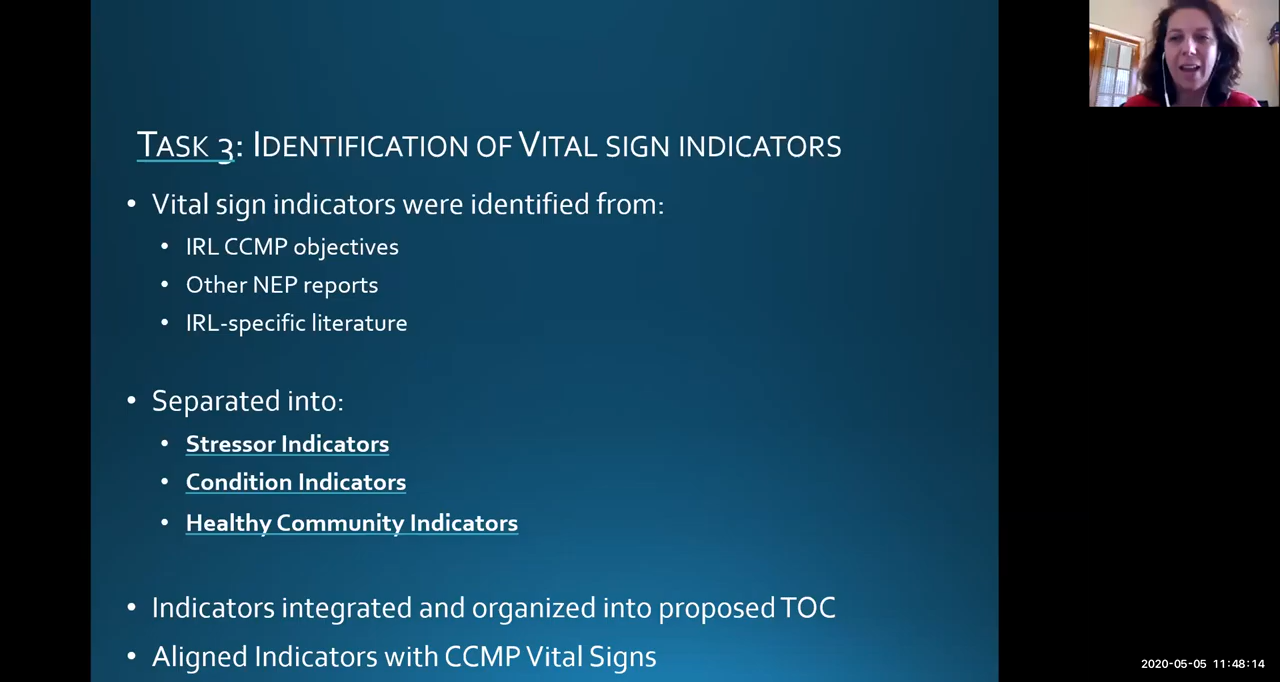 Task 3: Identification of Vital sign indicators
• Vital sign indicators were identified from:
• IRL CCMP objectives
• Other NEP reports
• IRL-specific literature
• Separated into:
• Stressor Indicators
• Condition Indicators
• Healthy Community Indicators
• Indicators integrated and organized into proposed TOC
• Aligned Indicators with CCMP Vital Signs
2020-05-05 11:48:14